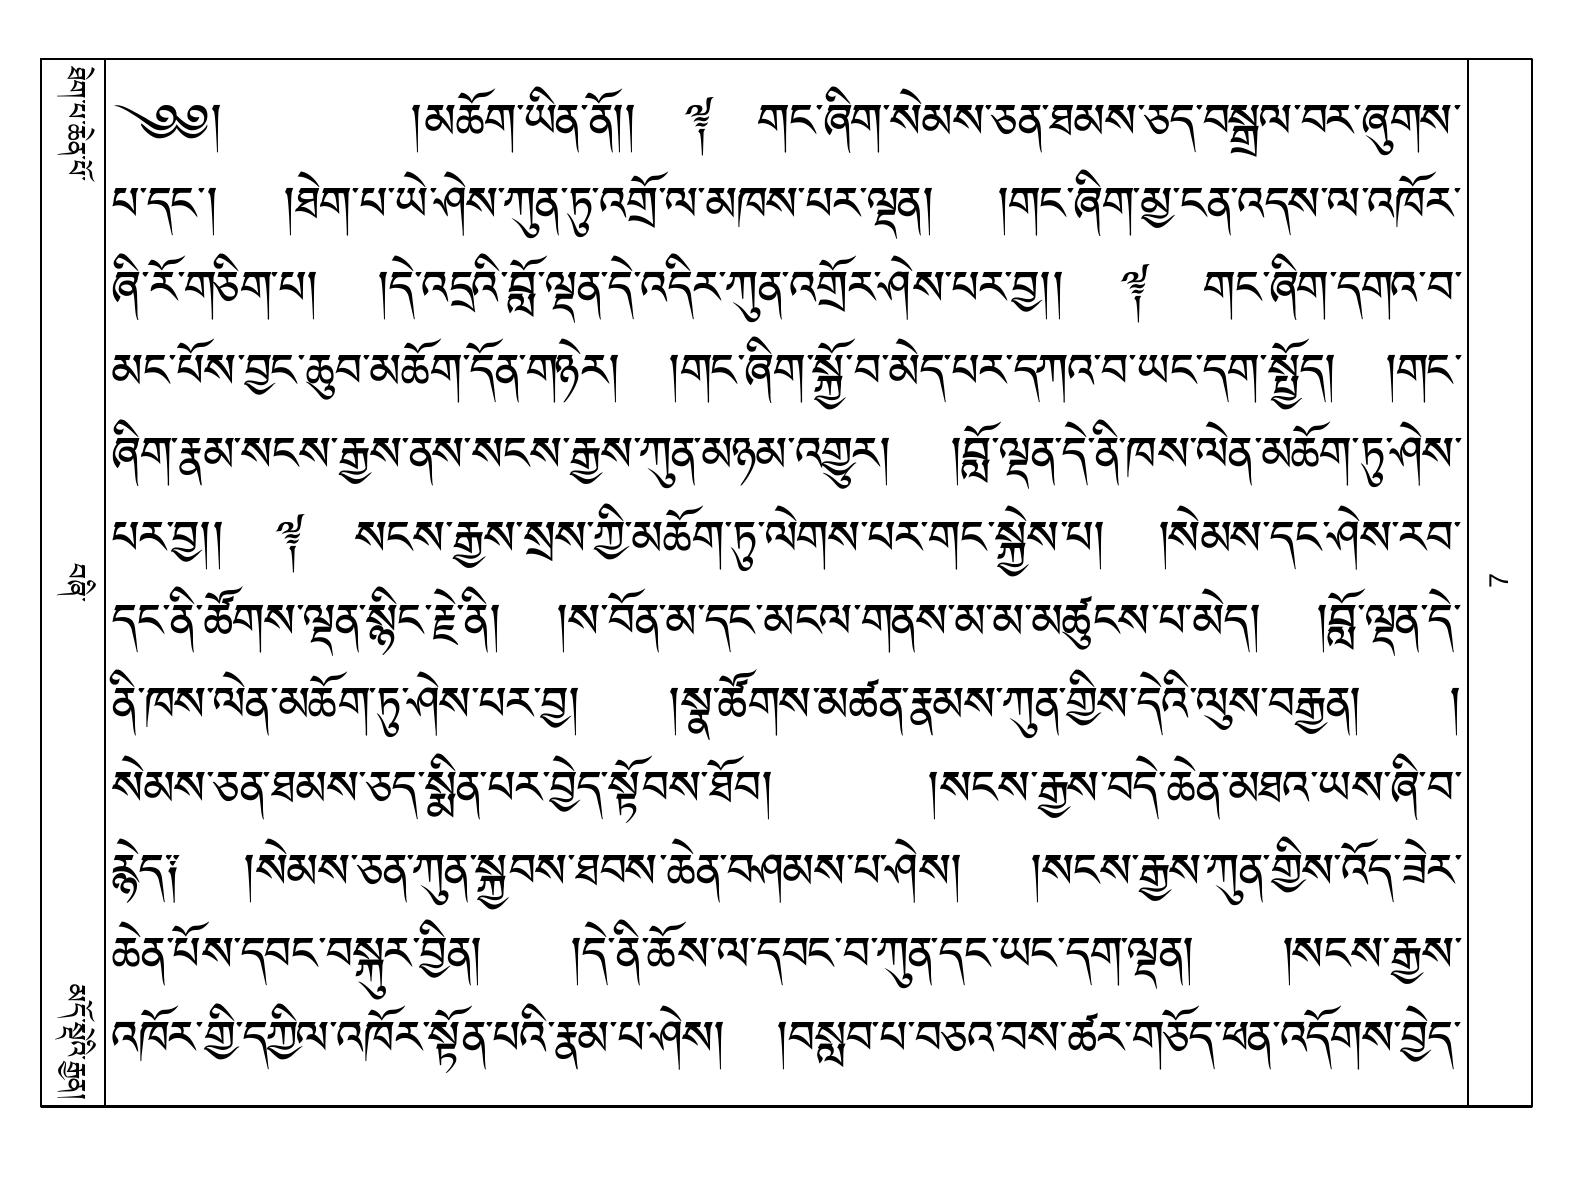 ཐེག་པ་ཆེན་པོ་
༄༅། །མཆོག་ཡིན་ནོ།། ༈ གང་ཞིག་སེམས་ཅན་ཐམས་ཅད་བསྒྲལ་བར་ཞུགས་
པ་དང་། །ཐེག་པ་ཡེ་ཤེས་ཀུན་ཏུ་འགྲོ་ལ་མཁས་པར་ལྡན། །གང་ཞིག་མྱ་ངན་འདས་ལ་འཁོར་
ཞི་རོ་གཅིག་པ། །དེ་འདྲའི་བློ་ལྡན་དེ་འདིར་ཀུན་འགྲོར་ཤེས་པར་བྱ།། ༈ གང་ཞིག་དགའ་བ་
མང་པོས་བྱང་ཆུབ་མཆོག་དོན་གཉེར། །གང་ཞིག་སྐྱོ་བ་མེད་པར་དཀའ་བ་ཡང་དག་སྤྱོད། །གང་
ཞིག་རྣམ་སངས་རྒྱས་ནས་སངས་རྒྱས་ཀུན་མཉམ་འགྱུར། །བློ་ལྡན་དེ་ནི་ཁས་ལེན་མཆོག་ཏུ་ཤེས་
པར་བྱ།། ༈ སངས་རྒྱས་སྲས་ཀྱི་མཆོག་ཏུ་ལེགས་པར་གང་སྐྱེས་པ། །སེམས་དང་ཤེས་རབ་
དང་ནི་ཚོགས་ལྡན་སྙིང་རྗེ་ནི། །ས་བོན་མ་དང་མངལ་གནས་མ་མ་མཚུངས་པ་མེད། །བློ་ལྡན་དེ་
ནི་ཁས་ལེན་མཆོག་ཏུ་ཤེས་པར་བྱ། །སྣ་ཚོགས་མཚན་རྣམས་ཀུན་གྱིས་དེའི་ལུས་བརྒྱན། །
སེམས་ཅན་ཐམས་ཅད་སྨིན་པར་བྱེད་སྟོབས་ཐོབ། །སངས་རྒྱས་བདེ་ཆེན་མཐའ་ཡས་ཞི་བ་
རྙེད༑ །སེམས་ཅན་ཀུན་སྐྱབས་ཐབས་ཆེན་བཤམས་པ་ཤེས། །སངས་རྒྱས་ཀུན་གྱིས་འོད་ཟེར་
ཆེན་པོས་དབང་བསྐུར་བྱིན། །དེ་ནི་ཆོས་ལ་དབང་བ་ཀུན་དང་ཡང་དག་ལྡན། །སངས་རྒྱས་
འཁོར་གྱི་དཀྱིལ་འཁོར་སྟོན་པའི་རྣམ་པ་ཤེས། །བསླབ་པ་བཅའ་བས་ཚར་གཅོད་ཕན་འདོགས་བྱེད་
བཞི་
མདོ་སྡེའི་རྒྱན།
7